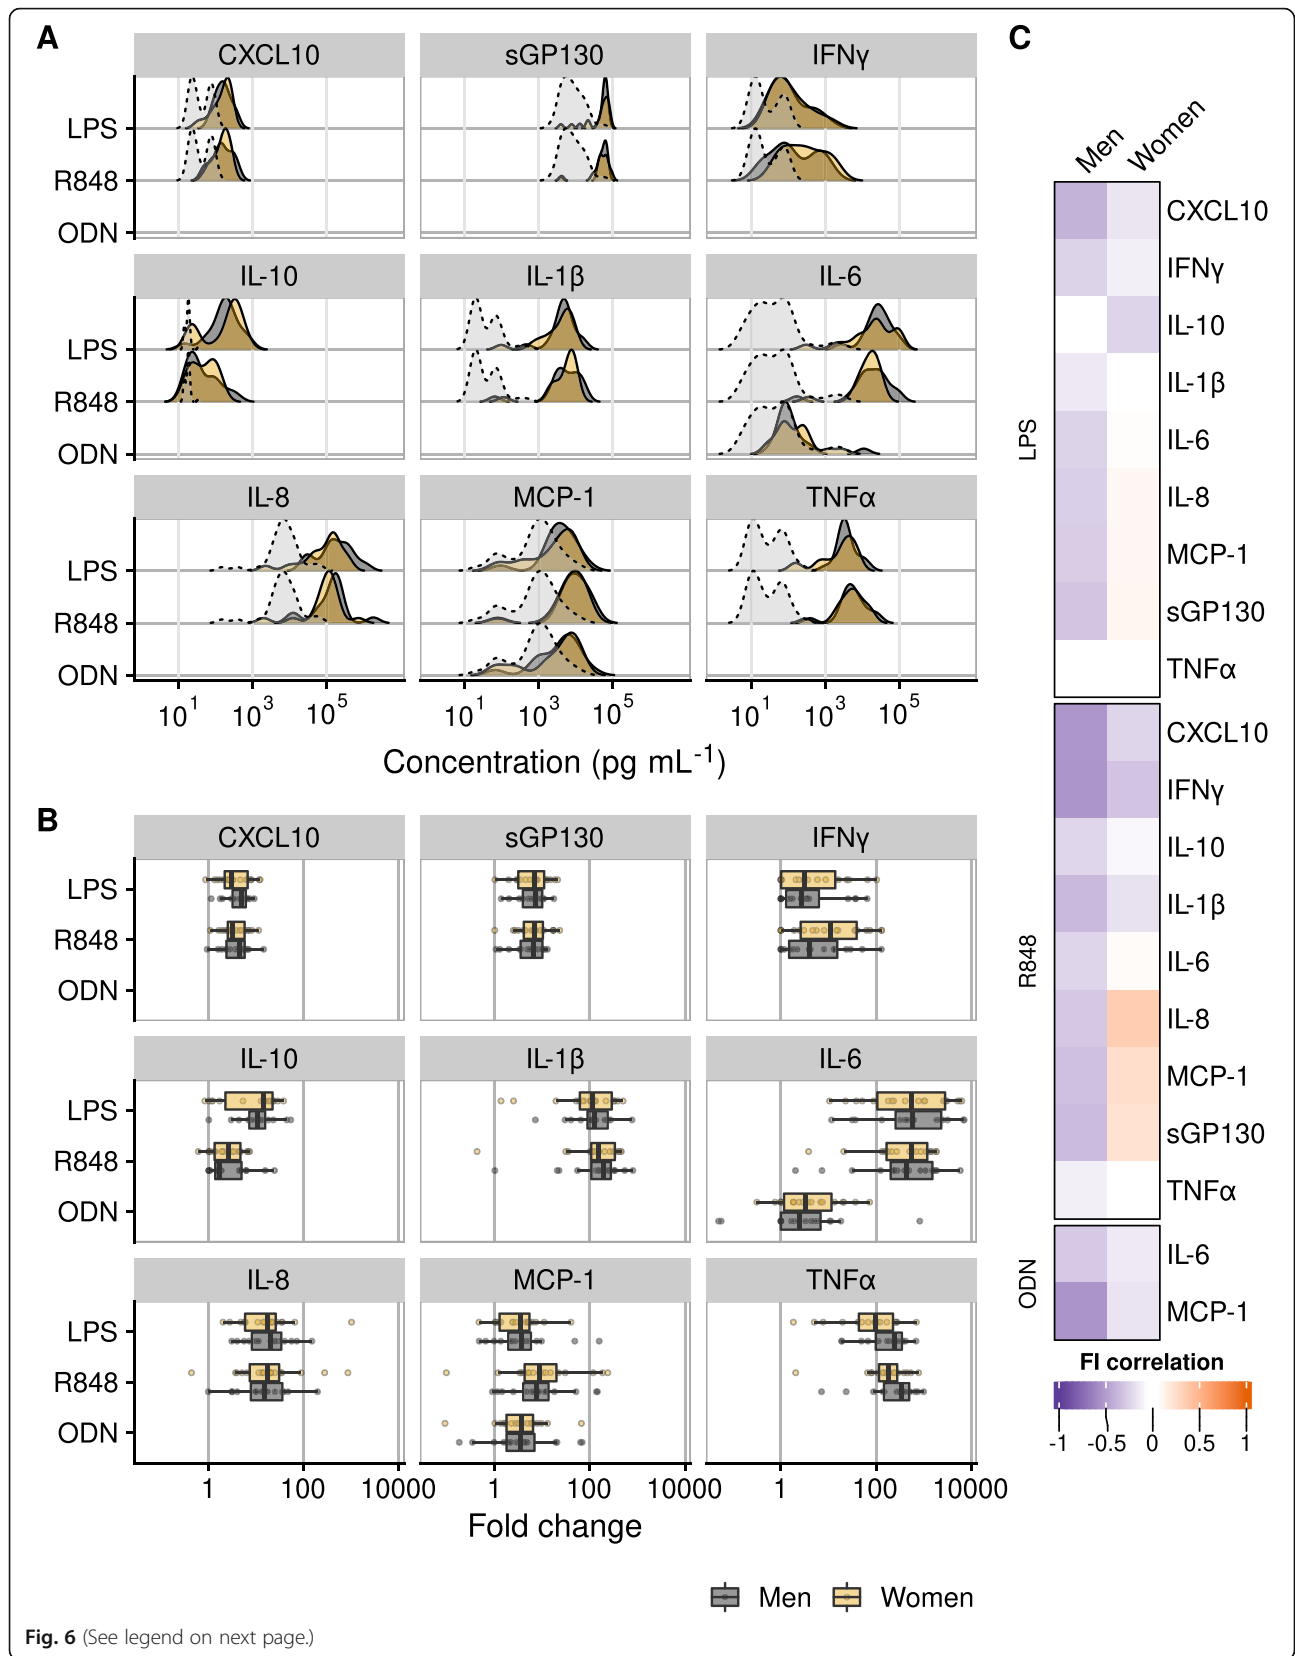 A
CXCL10 sGP130 IFNγ
LPS
R848
ODN
IL-10 IL-1β IL-6
LPS
R848
ODN
IL-8 MCP-1 TNFα
LPS
R848
ODN
10^1 10^3 10^5 10^1 10^3 10^5 10^1 10^3 10^5
Concentration (pg mL^-1)
B
CXCL10 sGP130 IFNγ
LPS
R848
ODN
IL-10 IL-1β IL-6
LPS
R848
ODN
IL-8 MCP-1 TNFα
LPS
R848
ODN
1 100 10000 1 100 10000 1 100 10000
Fold change
Men Women
C
Men Women
LPS
CXCL10
IFNγ
IL-10
IL-1β
IL-6
IL-8
MCP-1
sGP130
TNFα
R848
CXCL10
IFNγ
IL-10
IL-1β
IL-6
IL-8
MCP-1
sGP130
TNFα
ODN
IL-6
MCP-1
FI correlation
-1 -0.5 0 0.5 1
Fig. 6 (See legend on next page.)